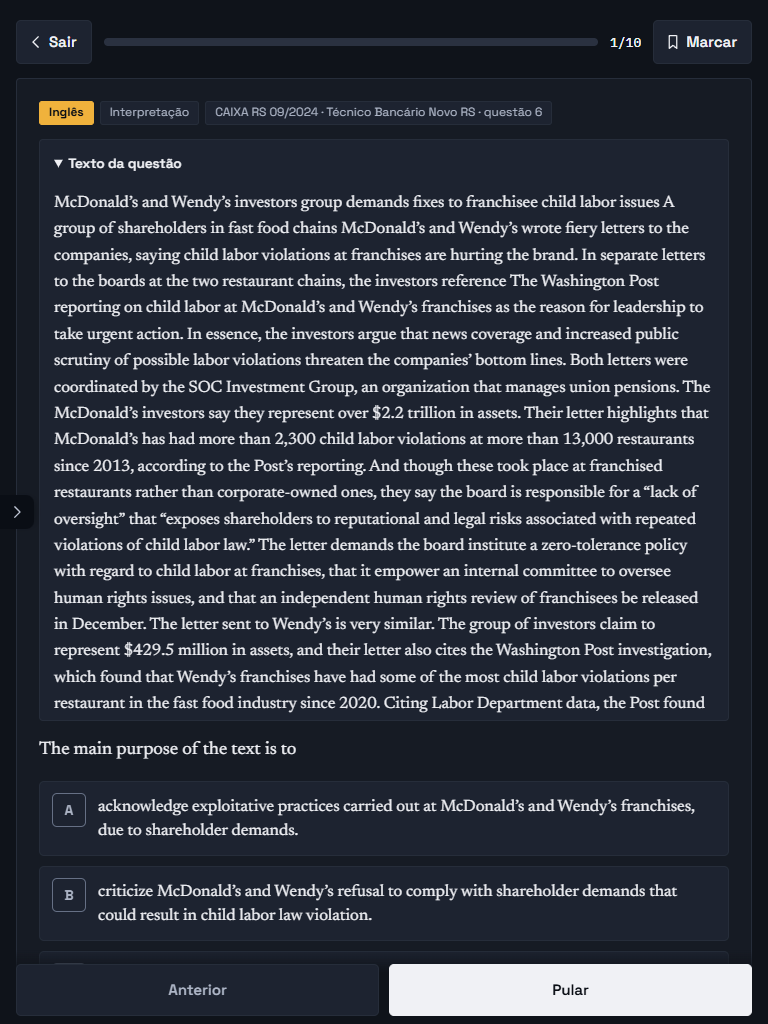 Sair
1/10
Marcar
Inglês
Interpretação
CAIXA RS 09/2024 · Técnico Bancário Novo RS · questão 6
▼ Texto da questão
McDonald’s and Wendy’s investors group demands fixes to franchisee child labor issues A
group of shareholders in fast food chains McDonald’s and Wendy’s wrote fiery letters to the
companies, saying child labor violations at franchises are hurting the brand. In separate letters
to the boards at the two restaurant chains, the investors reference The Washington Post
reporting on child labor at McDonald’s and Wendy’s franchises as the reason for leadership to
take urgent action. In essence, the investors argue that news coverage and increased public
scrutiny of possible labor violations threaten the companies’ bottom lines. Both letters were
coordinated by the SOC Investment Group, an organization that manages union pensions. The
McDonald’s investors say they represent over $2.2 trillion in assets. Their letter highlights that
McDonald’s has had more than 2,300 child labor violations at more than 13,000 restaurants
since 2013, according to the Post’s reporting. And though these took place at franchised
restaurants rather than corporate-owned ones, they say the board is responsible for a “lack of
oversight” that “exposes shareholders to reputational and legal risks associated with repeated
violations of child labor law.” The letter demands the board institute a zero-tolerance policy
with regard to child labor at franchises, that it empower an internal committee to oversee
human rights issues, and that an independent human rights review of franchisees be released
in December. The letter sent to Wendy’s is very similar. The group of investors claim to
represent $429.5 million in assets, and their letter also cites the Washington Post investigation,
which found that Wendy’s franchises have had some of the most child labor violations per
restaurant in the fast food industry since 2020. Citing Labor Department data, the Post found
The main purpose of the text is to
A
acknowledge exploitative practices carried out at McDonald’s and Wendy’s franchises,
due to shareholder demands.
B
criticize McDonald’s and Wendy’s refusal to comply with shareholder demands that
could result in child labor law violation.
Anterior
Pular